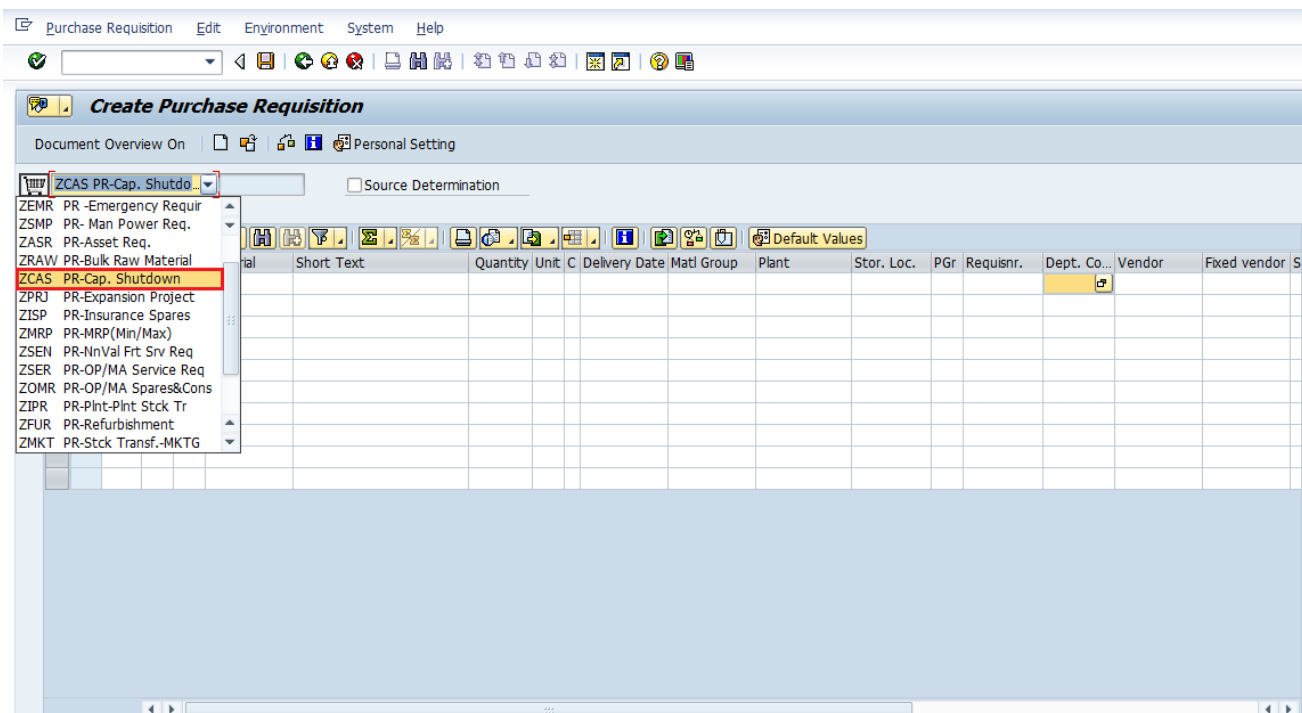 Purchase Requisition Edit Environment System Help
Create Purchase Requisition
Document Overview On Personal Setting
ZCAS PR-Cap. Shutdo... Source Determination
ZEMR PR -Emergency Requir
ZSMP PR- Man Power Req.
ZASR PR-Asset Req.
ZRAW PR-Bulk Raw Material
ZCAS PR-Cap. Shutdown
ZPRJ PR-Expansion Project
ZISP PR-Insurance Spares
ZMRP PR-MRP(Min/Max)
ZSEN PR-NnVal Frt Srv Req
ZSER PR-OP/MA Service Req
ZOMR PR-OP/MA Spares&Cons
ZIPR PR-Plnt-Plnt Stck Tr
ZFUR PR-Refurbishment
ZMKT PR-Stck Transf.-MKTG
Default Values
rial Short Text Quantity Unit C Delivery Date Matl Group Plant Stor. Loc. PGr Requisnr. Dept. Co... Vendor Fixed vendor S